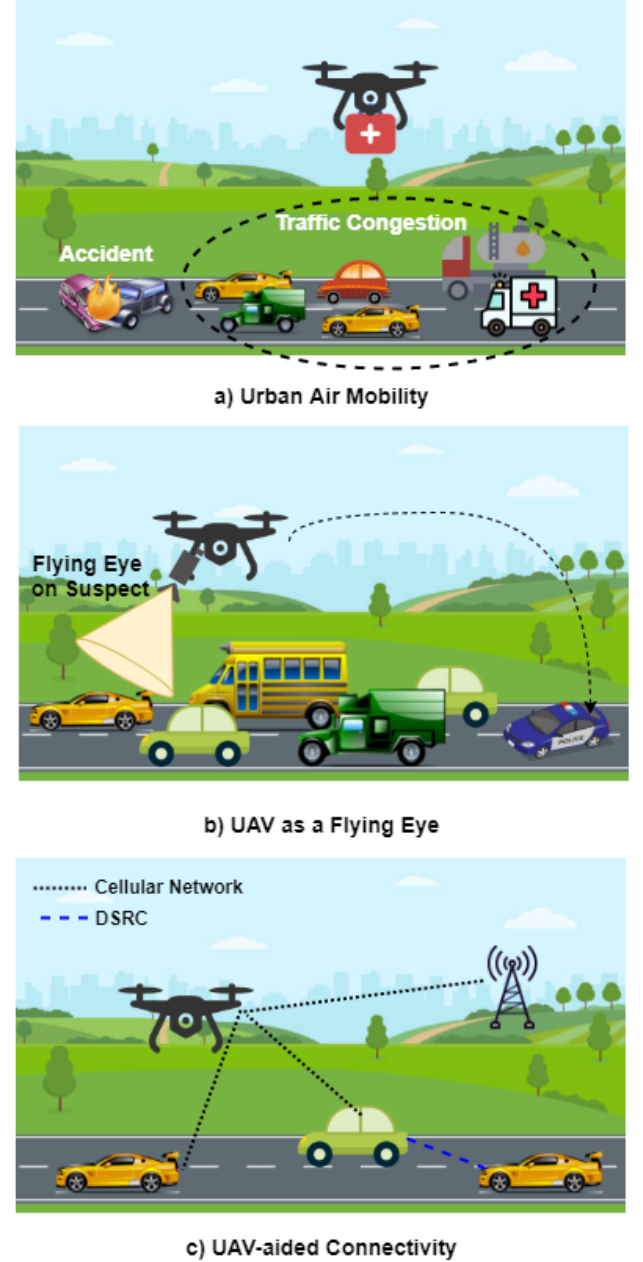 Traffic Congestion
Accident
a) Urban Air Mobility
Flying Eye
on Suspect
POLICE
b) UAV as a Flying Eye
Cellular Network
DSRC
c) UAV-aided Connectivity